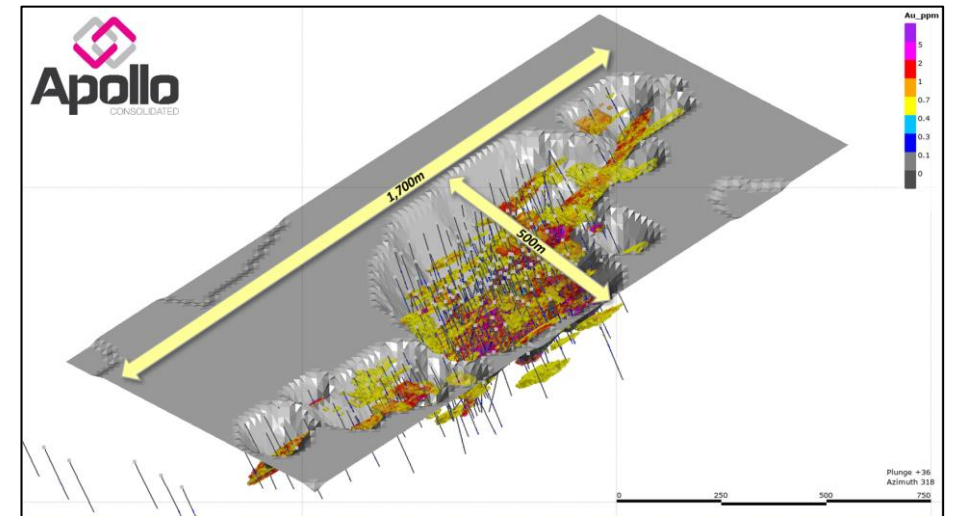 Apollo
CONSOLIDATED
Au_ppm
5
2
1
0.7
0.4
0.3
0.1
0
1,700m
500m
Plunge +36
Azimuth 318
0 250 500 750